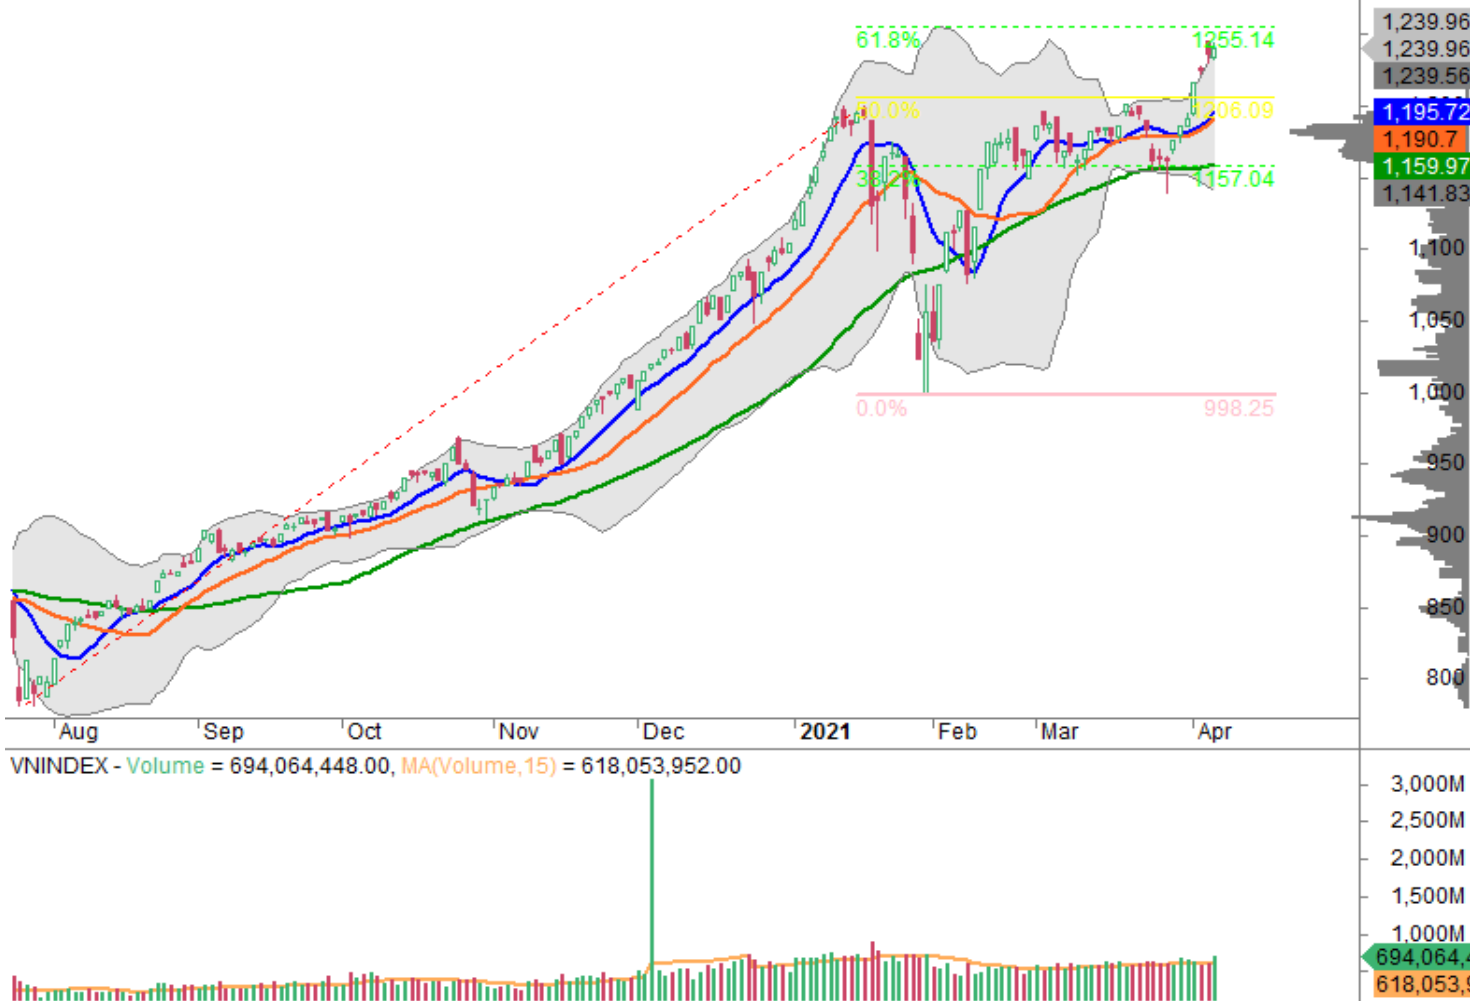 1,239.96
61.8%
1255.14
1,239.96
1,239.56
50.0%
1206.09
1,195.72
1,190.7
1,159.97
38.2%
1157.04
1,141.83
1,100
1,050
1,000
0.0%
998.25
950
900
850
800
Aug
Sep
Oct
Nov
Dec
2021
Feb
Mar
Apr
VNINDEX - Volume = 694,064,448.00, MA(Volume,15) = 618,053,952.00
3,000M
2,500M
2,000M
1,500M
1,000M
694,064,4
618,053,9